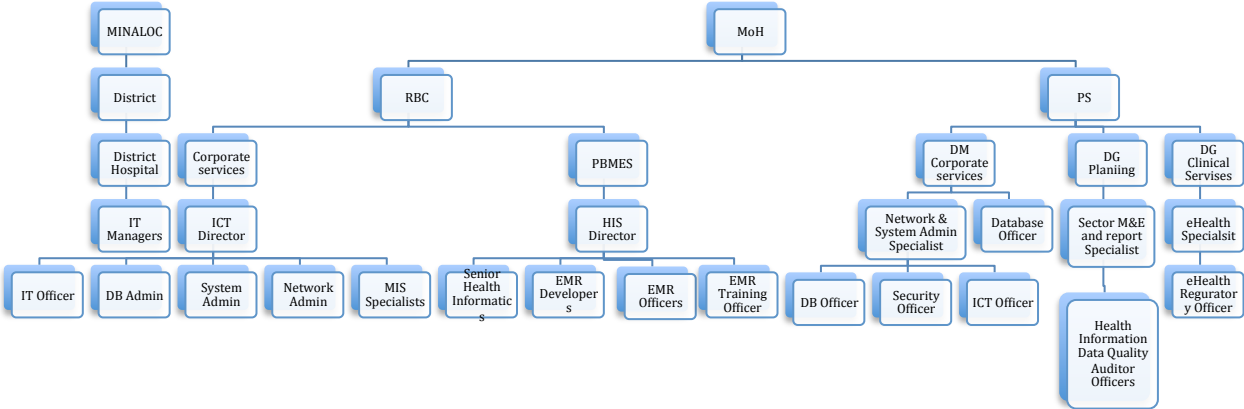 MINALOC
MoH
District
RBC
PS
District
Hospital
Corporate
services
PBMES
DM
Corporate
services
DG
Planiing
DG
Clinical
Servises
IT
Managers
ICT
Director
HIS
Director
Network &
System Admin
Specialist
Database
Officer
Sector M&E
and report
Specialist
eHealth
Specialsit
IT Officer
DB Admin
System
Admin
Network
Admin
MIS
Specialists
Senior
Health
Informatic
s
EMR
Developer
s
EMR
Officers
EMR
Training
Officer
DB Officer
Security
Officer
ICT Officer
Health
Information
Data Quality
Auditor
Officers
eHealth
Regurator
y Officer